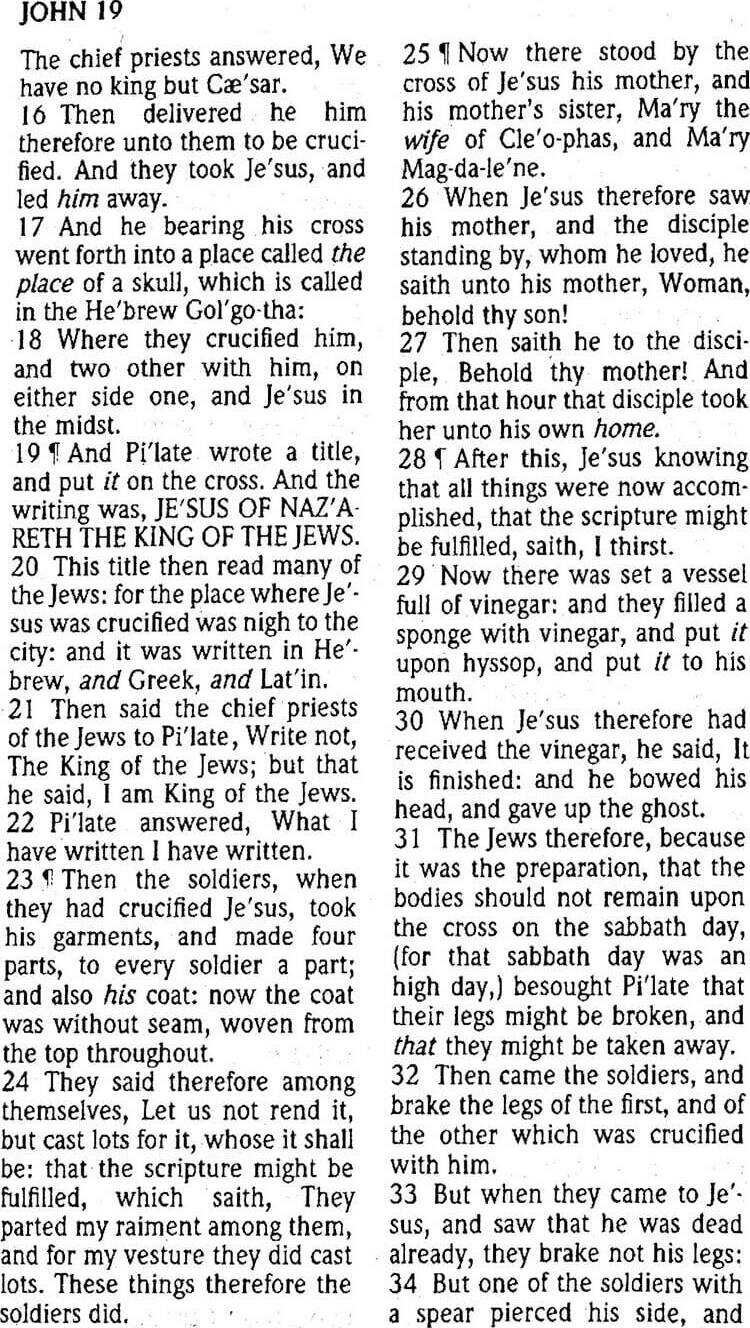 JOHN 19
The chief priests answered, We
have no king but Cæ'sar.
16 Then delivered he him
therefore unto them to be cruci-
fied. And they took Je'sus, and
led him away.
17 And he bearing his cross
went forth into a place called the
place of a skull, which is called
in the He'brew Gol'go-tha:
18 Where they crucified him,
and two other with him, on
either side one, and Je'sus in
the midst.
19 ¶ And Pi'late wrote a title,
and put it on the cross. And the
writing was, JE'SUS OF NAZ'A-
RETH THE KING OF THE JEWS.
20 This title then read many of
the Jews: for the place where Je'-
sus was crucified was nigh to the
city: and it was written in He'-
brew, and Greek, and Lat'in.
21 Then said the chief priests
of the Jews to Pi'late, Write not,
The King of the Jews; but that
he said, I am King of the Jews.
22 Pi'late answered, What I
have written I have written.
23 ¶ Then the soldiers, when
they had crucified Je'sus, took
his garments, and made four
parts, to every soldier a part;
and also his coat: now the coat
was without seam, woven from
the top throughout.
24 They said therefore among
themselves, Let us not rend it,
but cast lots for it, whose it shall
be: that the scripture might be
fulfilled, which saith, They
parted my raiment among them,
and for my vesture they did cast
lots. These things therefore the
soldiers did.
25 ¶ Now there stood by the
cross of Je'sus his mother, and
his mother's sister, Ma'ry the
wife of Cle'o-phas, and Ma'ry
Mag-da-le'ne.
26 When Je'sus therefore saw
his mother, and the disciple
standing by, whom he loved, he
saith unto his mother, Woman,
behold thy son!
27 Then saith he to the disci-
ple, Behold thy mother! And
from that hour that disciple took
her unto his own home.
28 ¶ After this, Je'sus knowing
that all things were now accom-
plished, that the scripture might
be fulfilled, saith, I thirst.
29 Now there was set a vessel
full of vinegar: and they filled a
sponge with vinegar, and put it
upon hyssop, and put it to his
mouth.
30 When Je'sus therefore had
received the vinegar, he said, It
is finished: and he bowed his
head, and gave up the ghost.
31 The Jews therefore, because
it was the preparation, that the
bodies should not remain upon
the cross on the sabbath day,
(for that sabbath day was an
high day,) besought Pi'late that
their legs might be broken, and
that they might be taken away.
32 Then came the soldiers, and
brake the legs of the first, and of
the other which was crucified
with him.
33 But when they came to Je'-
sus, and saw that he was dead
already, they brake not his legs:
34 But one of the soldiers with
a spear pierced his side, and